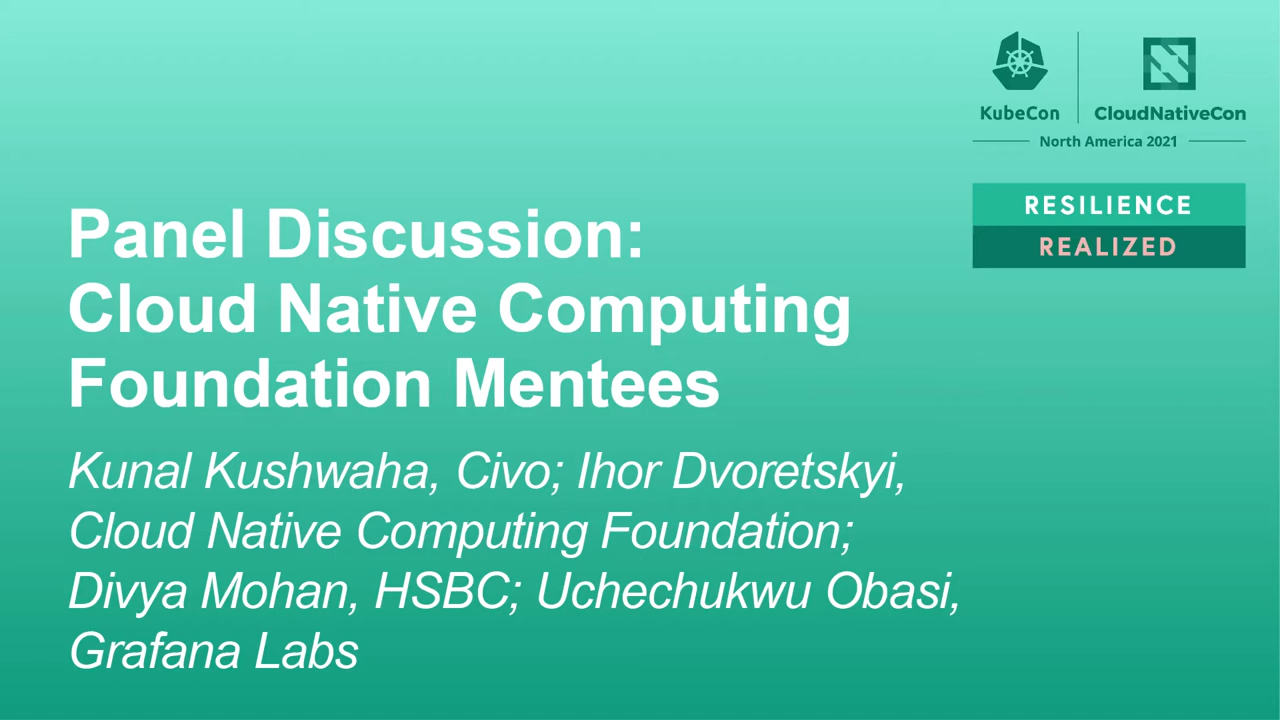 KubeCon
CloudNativeCon
North America 2021
RESILIENCE
REALIZED
Panel Discussion:
Cloud Native Computing
Foundation Mentees
Kunal Kushwaha, Civo; Ihor Dvoretskyi,
Cloud Native Computing Foundation;
Divya Mohan, HSBC; Uchechukwu Obasi,
Grafana Labs